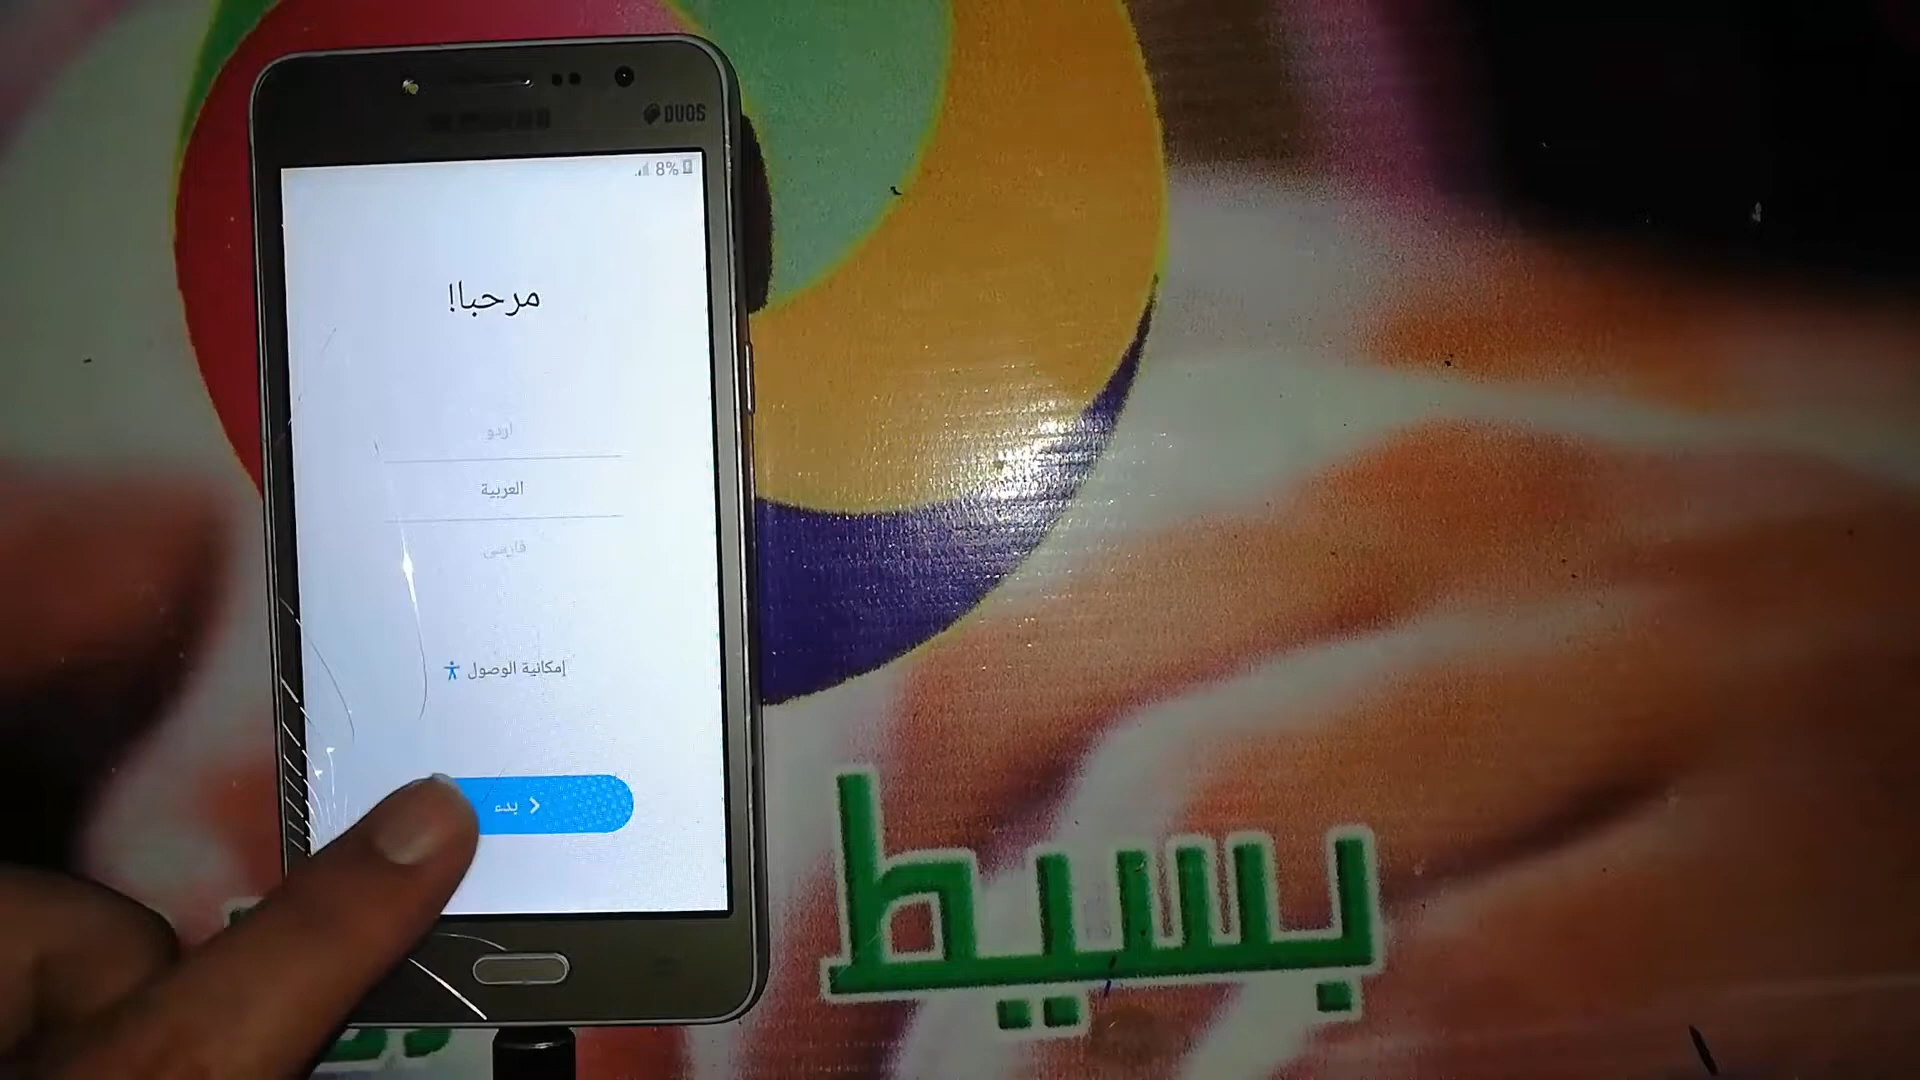 DUOS
8%
مرحبا!
اردو
العربية
فارسی
إمكانية الوصول
بدء
بسيط